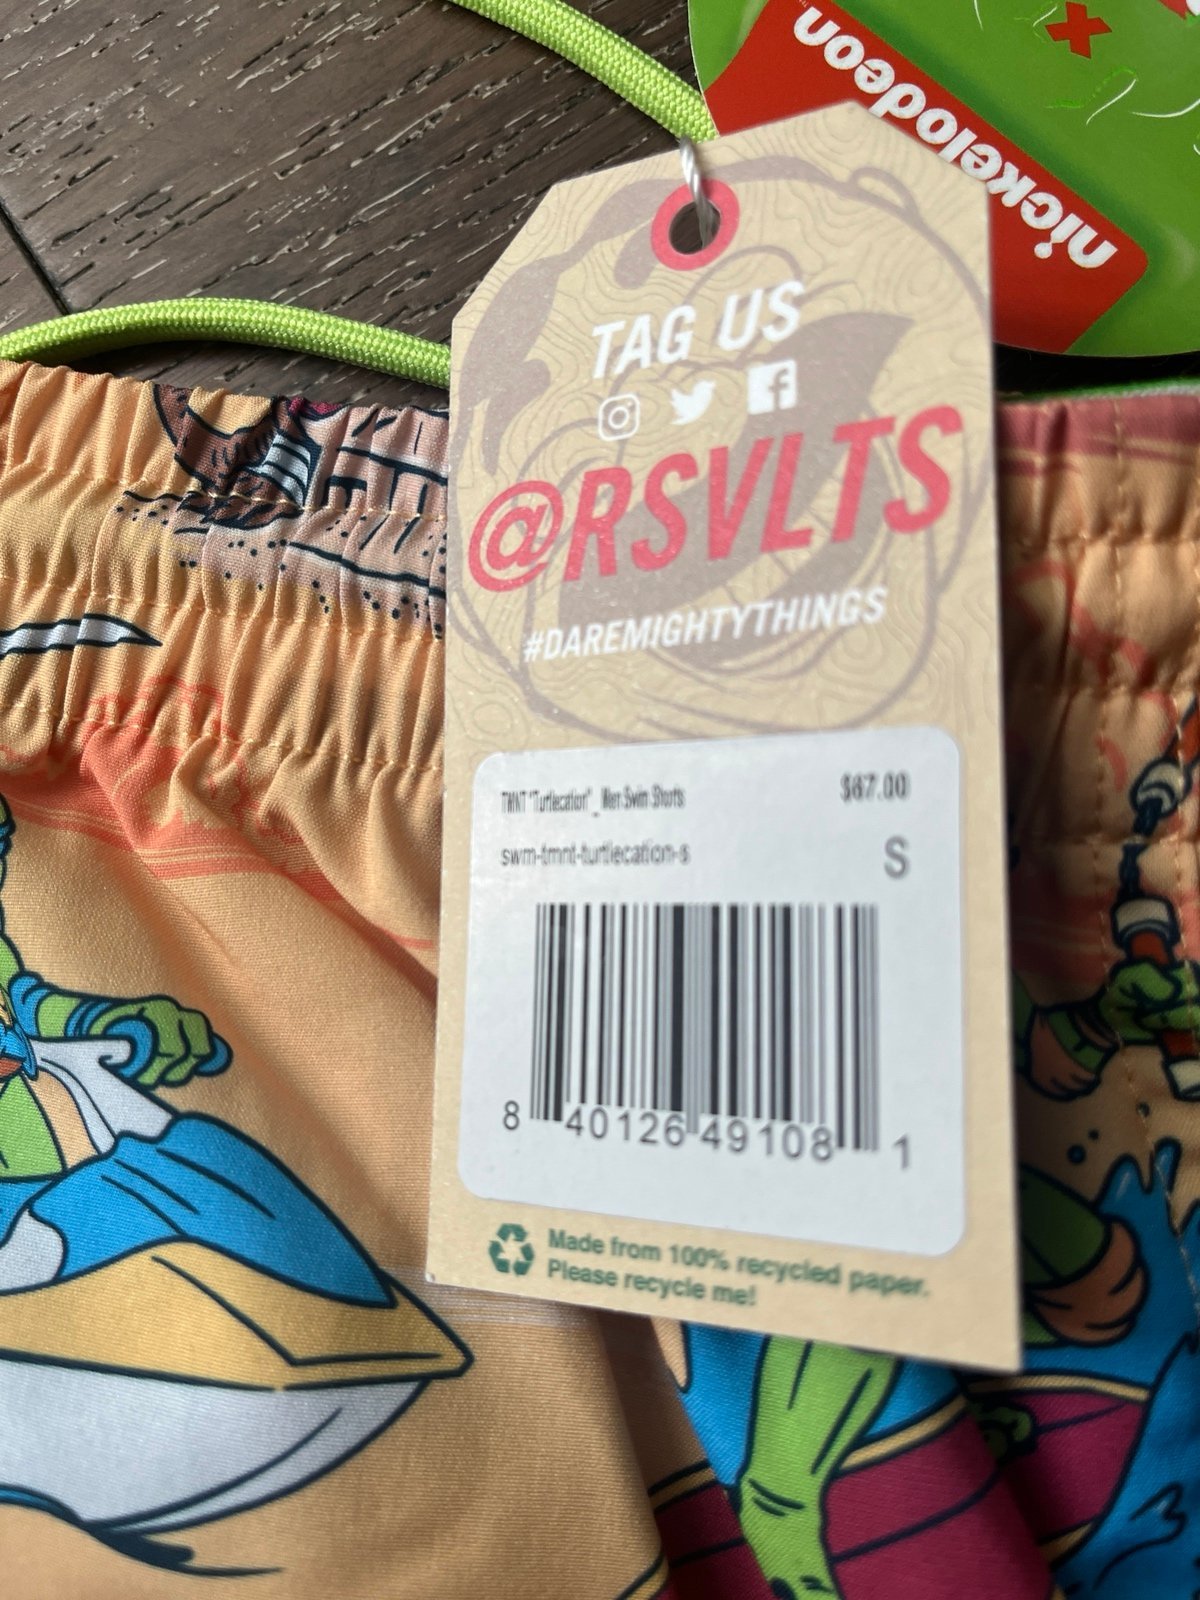 nickelodeon
TAG US
@RSVLTS
#DAREMIGHTYTHINGS
TMNT "Turtlecation"_ Men Swim Shorts $67.00
swm-tmnt-turtlecation-s S
8 40126 49108 1
Made from 100% recycled paper.
Please recycle me!